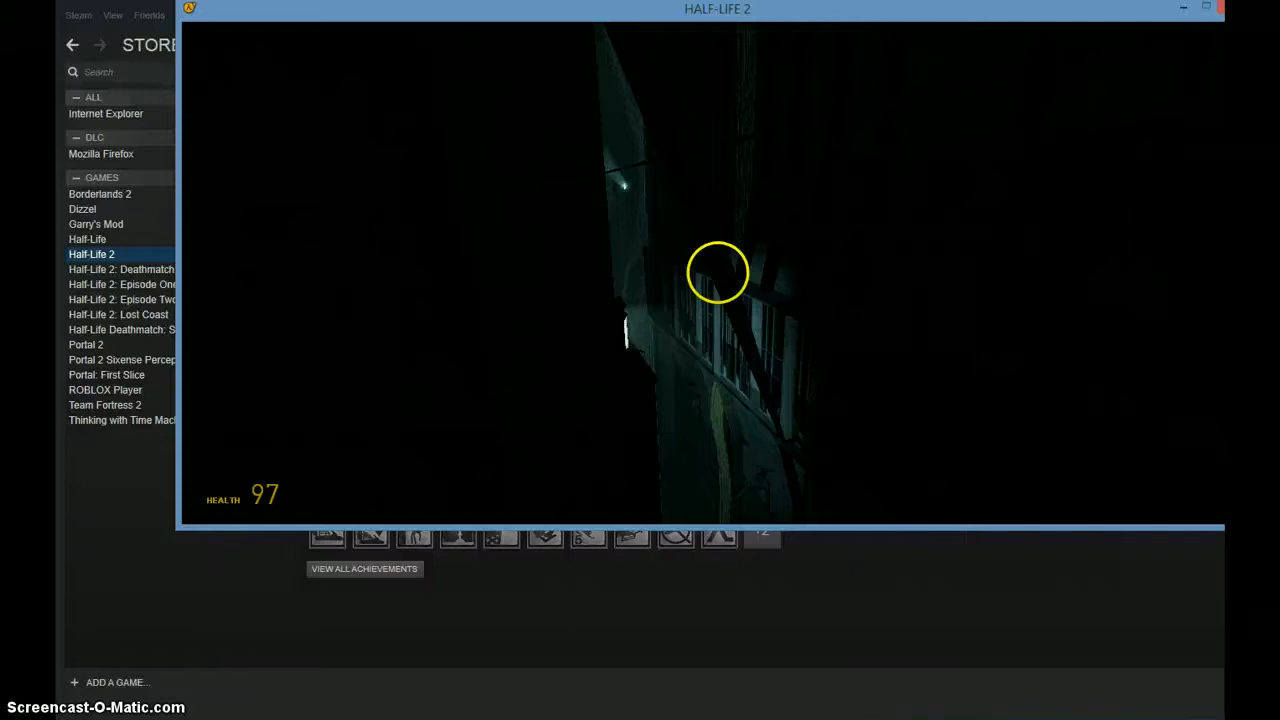 Steam View Friends
HALF-LIFE 2
STORE
Search
— ALL
Internet Explorer
— DLC
Mozilla Firefox
— GAMES
Borderlands 2
Dizzel
Garry's Mod
Half-Life
Half-Life 2
Half-Life 2: Deathmatch
Half-Life 2: Episode One
Half-Life 2: Episode Two
Half-Life 2: Lost Coast
Half-Life Deathmatch: S
Portal 2
Portal 2 Sixense Percep
Portal: First Slice
ROBLOX Player
Team Fortress 2
Thinking with Time Mac
HEALTH 97
+2
VIEW ALL ACHIEVEMENTS
+ ADD A GAME...
Screencast-O-Matic.com